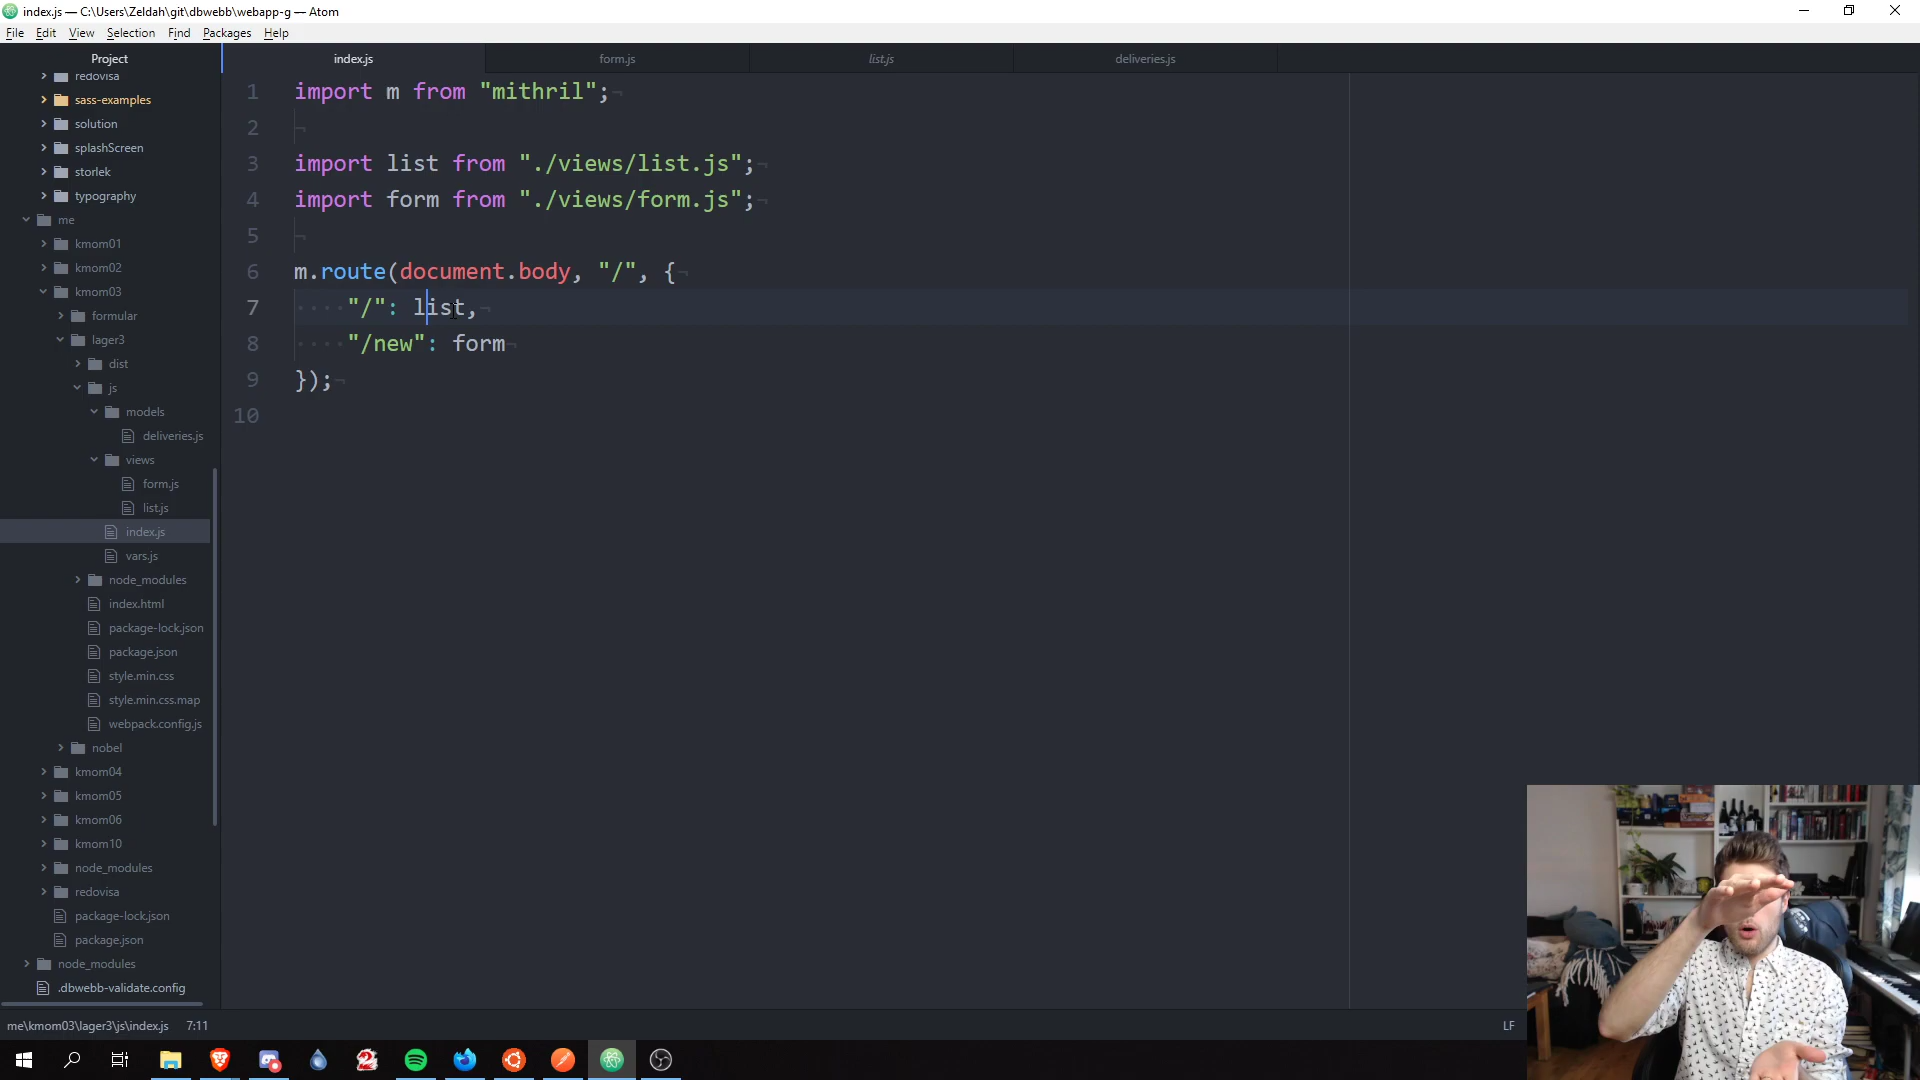 index.js — C:\Users\Zeldah\git\dbwebb\webapp-g — Atom
File Edit View Selection Find Packages Help
Project
index.js
form.js
list.js
deliveries.js
redovisa
sass-examples
solution
splashScreen
storlek
typography
me
kmom01
kmom02
kmom03
formular
lager3
dist
js
models
deliveries.js
views
form.js
list.js
index.js
vars.js
node_modules
index.html
package-lock.json
package.json
style.min.css
style.min.css.map
webpack.config.js
nobel
kmom04
kmom05
kmom06
kmom10
node_modules
redovisa
package-lock.json
package.json
node_modules
.dbwebb-validate.config
1 import m from "mithril";¬
2 ¬
3 import list from "./views/list.js";¬
4 import form from "./views/form.js";¬
5 ¬
6 m.route(document.body, "/", {¬
7 ····"/": list,¬
8 ····"/new": form¬
9 });¬
10
me\kmom03\lager3\js\index.js 7:11
LF